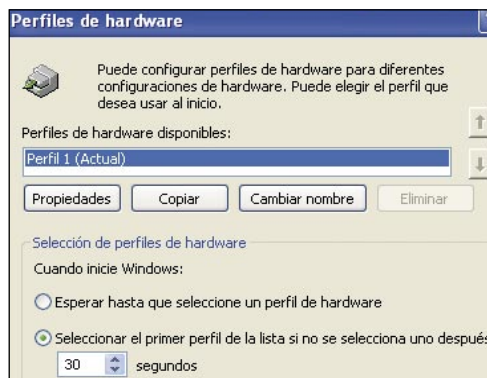 Perfiles de hardware
Puede configurar perfiles de hardware para diferentes
configuraciones de hardware. Puede elegir el perfil que
desea usar al inicio.
Perfiles de hardware disponibles:
Perfil 1 (Actual)
Propiedades Copiar Cambiar nombre Eliminar
Selección de perfiles de hardware
Cuando inicie Windows:
Esperar hasta que seleccione un perfil de hardware
Seleccionar el primer perfil de la lista si no se selecciona uno después
30 segundos